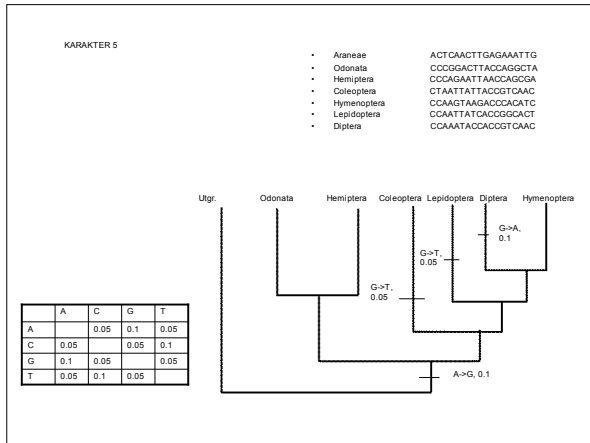 KARAKTER 5
• Araneae ACTCAACTTGAGAAATTG
• Odonata CCCGGACTTACCAGGCTA
• Hemiptera CCCAGAATTAACCAGCGA
• Coleoptera CTAATTATTACCGTCAAC
• Hymenoptera CCAAGTAAGACCCACATC
• Lepidoptera CCAATTATCACCGGCACT
• Diptera CCAAATACCACCGTCAAC
Utgr. Odonata Hemiptera Coleoptera Lepidoptera Diptera Hymenoptera
G->A,
0.1
G->T,
0.05
G->T,
0.05
A->G, 0.1
A C G T
A 0.05 0.1 0.05
C 0.05 0.05 0.1
G 0.1 0.05 0.05
T 0.05 0.1 0.05